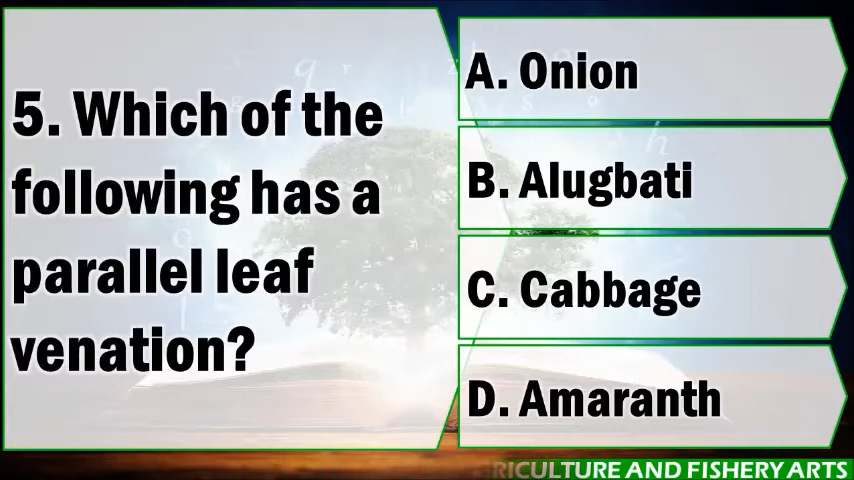 5. Which of the
following has a
parallel leaf
venation?
A. Onion
B. Alugbati
C. Cabbage
D. Amaranth
RICULTURE AND FISHERY ARTS